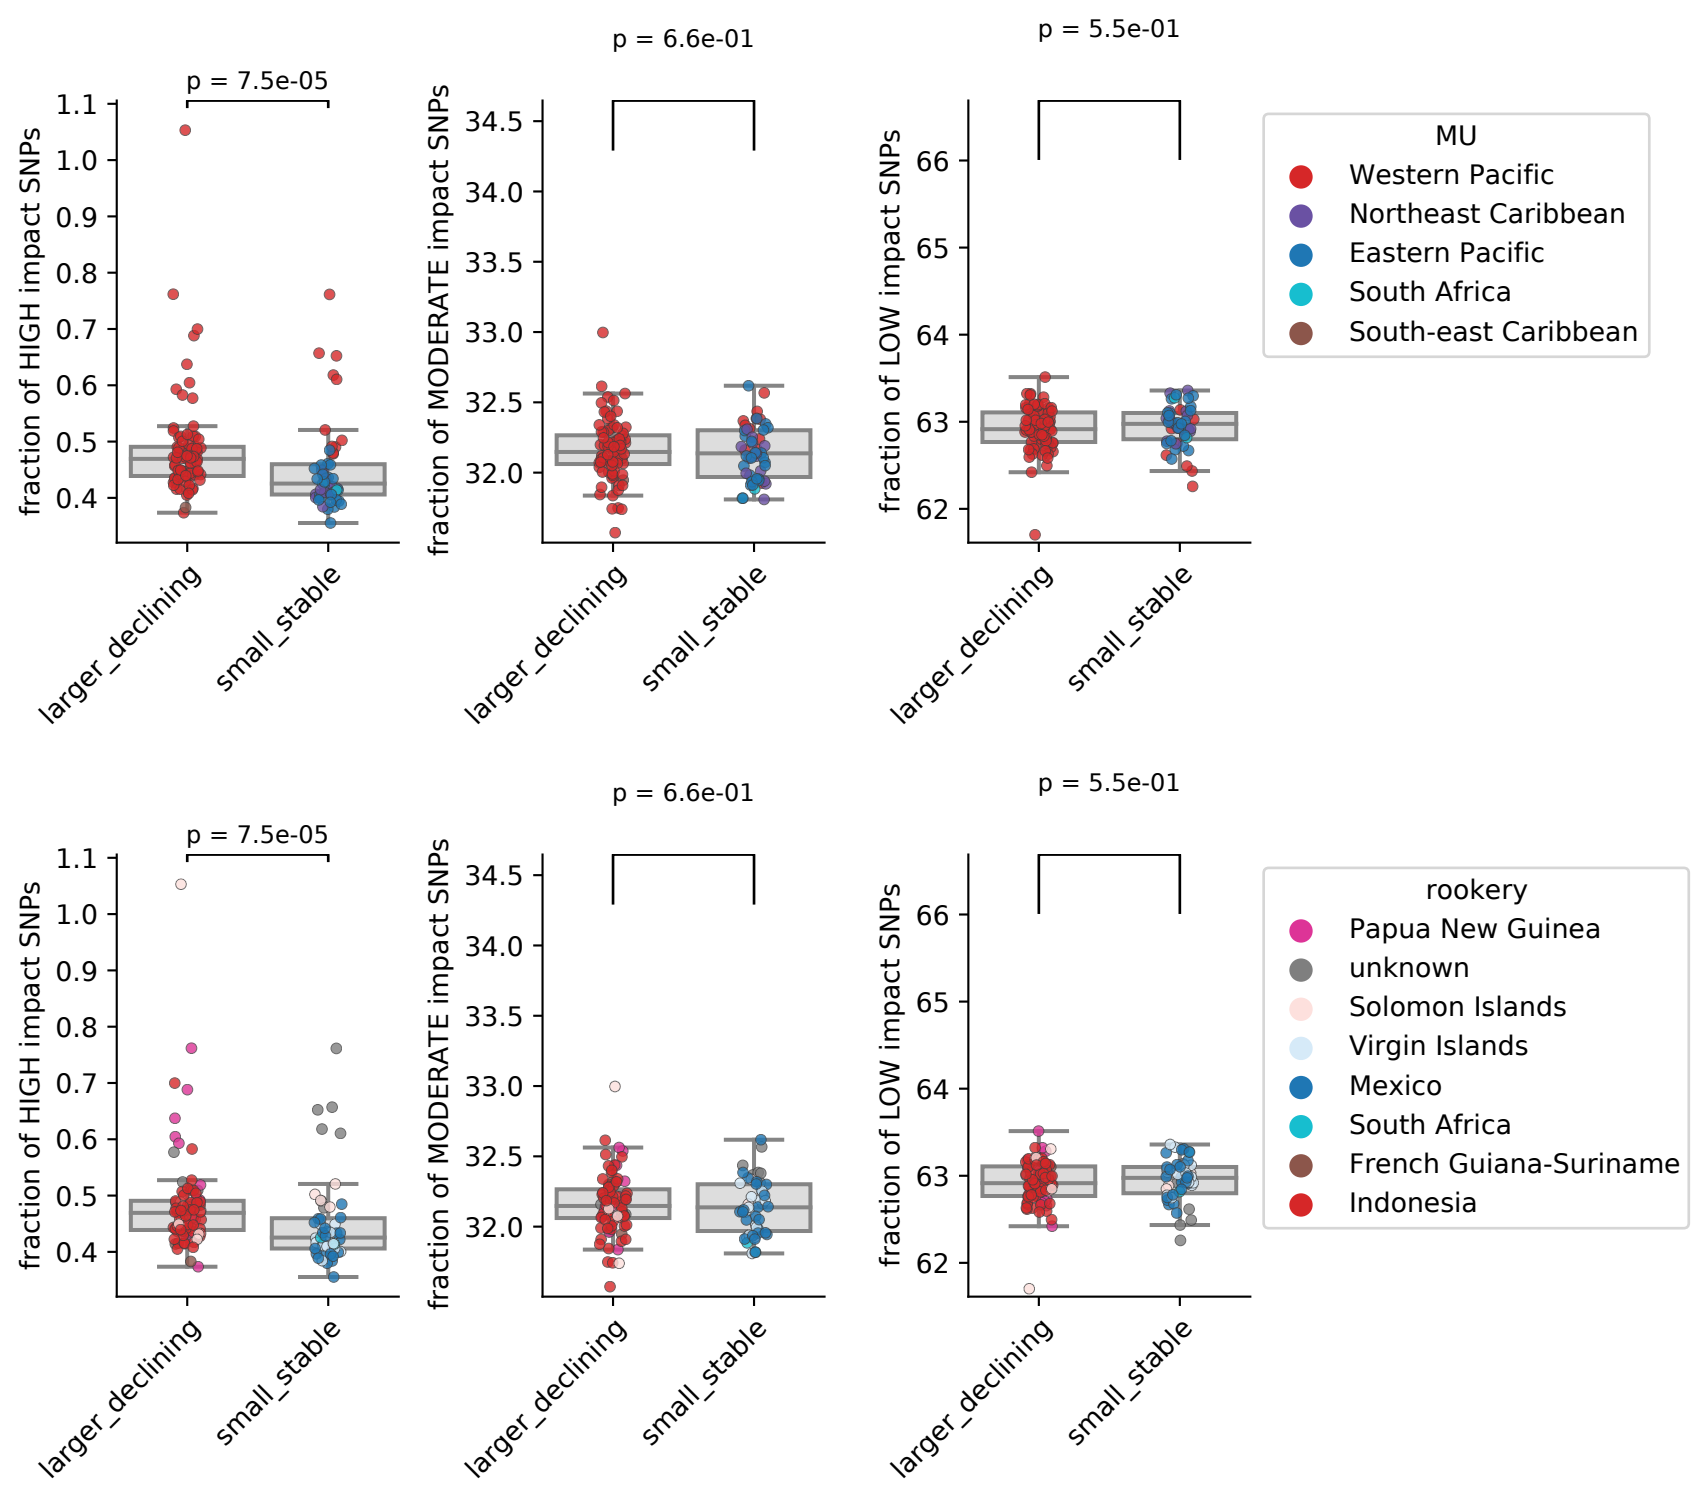 p = 7.5e-05
fraction of HIGH impact SNPs
1.1
1.0
0.9
0.8
0.7
0.6
0.5
0.4
larger_declining
small_stable
p = 6.6e-01
fraction of MODERATE impact SNPs
34.5
34.0
33.5
33.0
32.5
32.0
larger_declining
small_stable
p = 5.5e-01
fraction of LOW impact SNPs
66
65
64
63
62
larger_declining
small_stable
MU
Western Pacific
Northeast Caribbean
Eastern Pacific
South Africa
South-east Caribbean
p = 7.5e-05
fraction of HIGH impact SNPs
1.1
1.0
0.9
0.8
0.7
0.6
0.5
0.4
larger_declining
small_stable
p = 6.6e-01
fraction of MODERATE impact SNPs
34.5
34.0
33.5
33.0
32.5
32.0
larger_declining
small_stable
p = 5.5e-01
fraction of LOW impact SNPs
66
65
64
63
62
larger_declining
small_stable
rookery
Papua New Guinea
unknown
Solomon Islands
Virgin Islands
Mexico
South Africa
French Guiana-Suriname
Indonesia